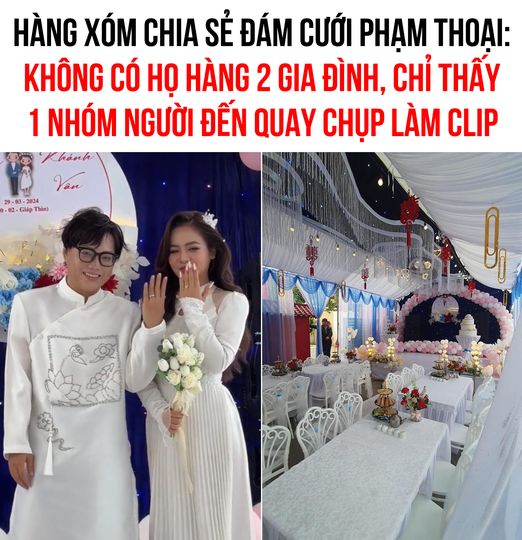 HÀNG XÓM CHIA SẺ ĐÁM CƯỚI PHẠM THOẠI:
KHÔNG CÓ HỌ HÀNG 2 GIA ĐÌNH, CHỈ THẤY
1 NHÓM NGƯỜI ĐẾN QUAY CHỤP LÀM CLIP
Khánh
Vân
29 - 03 - 2024
- 02 - Giáp Thìn)